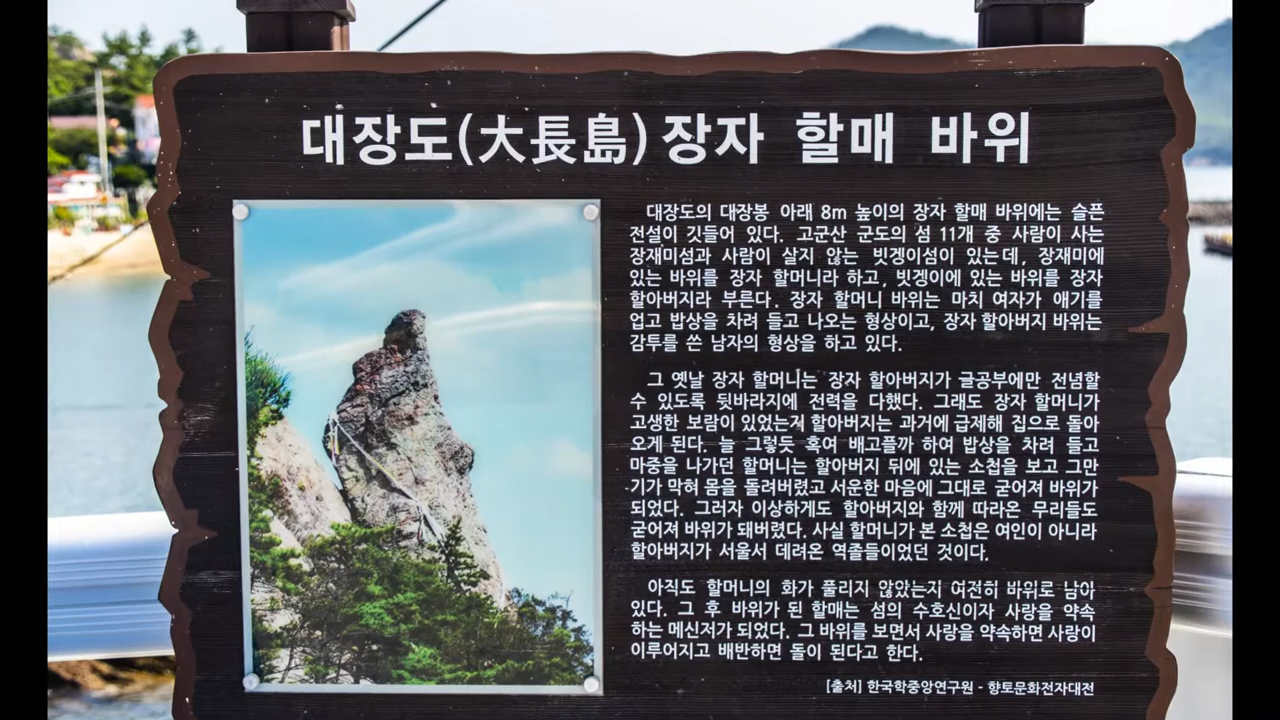 대장도(大長島) 장자 할매 바위
대장도의 대장봉 아래 8m 높이의 장자 할매 바위에는 슬픈
전설이 깃들어 있다. 고군산 군도의 섬 11개 중 사람이 사는
장재미섬과 사람이 살지 않는 빗겡이섬이 있는데, 장재미에
있는 바위를 장자 할머니라 하고, 빗겡이에 있는 바위를 장자
할아버지라 부른다. 장자 할머니 바위는 마치 여자가 애기를
업고 밥상을 차려 들고 나오는 형상이고, 장자 할아버지 바위는
감투를 쓴 남자의 형상을 하고 있다.
그 옛날 장자 할머니는 장자 할아버지가 글공부에만 전념할
수 있도록 뒷바라지에 전력을 다했다. 그래도 장자 할머니가
고생한 보람이 있었는지 할아버지는 과거에 급제해 집으로 돌아
오게 된다. 늘 그렇듯 혹여 배고플까 하여 밥상을 차려 들고
마중을 나가던 할머니는 할아버지 뒤에 있는 소첩을 보고 그만
기가 막혀 몸을 돌려버렸고 서운한 마음에 그대로 굳어져 바위가
되었다. 그러자 이상하게도 할아버지와 함께 따라온 무리들도
굳어져 바위가 돼버렸다. 사실 할머니가 본 소첩은 여인이 아니라
할아버지가 서울서 데려온 역졸들이었던 것이다.
아직도 할머니의 화가 풀리지 않았는지 여전히 바위로 남아
있다. 그 후 바위가 된 할매는 섬의 수호신이자 사랑을 약속
하는 메신저가 되었다. 그 바위를 보면서 사랑을 약속하면 사랑이
이루어지고 배반하면 돌이 된다고 한다.
[출처] 한국학중앙연구원 - 향토문화전자대전